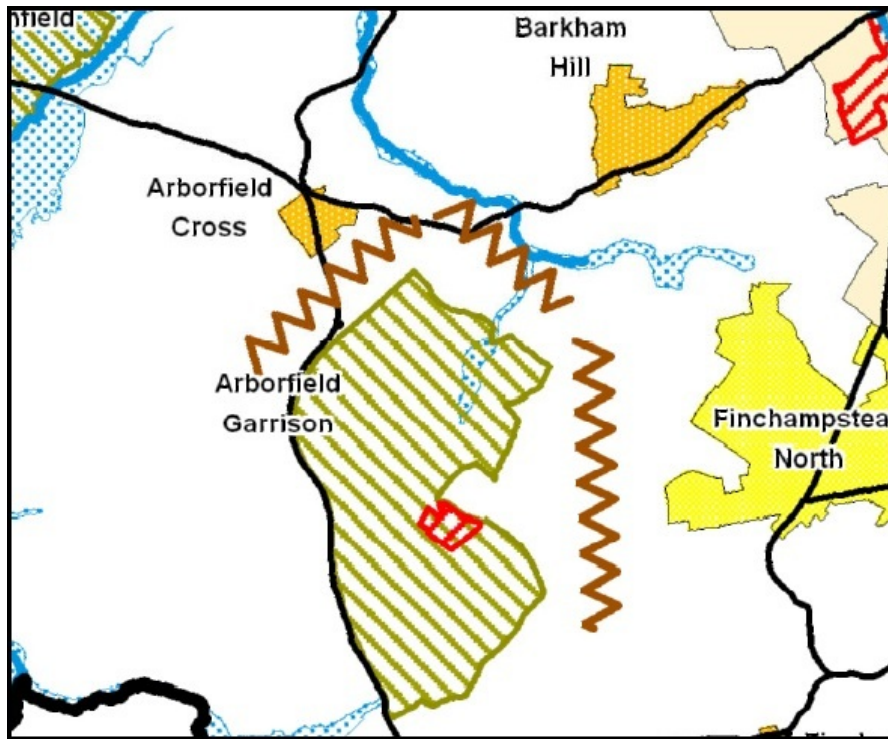 nfield
Barkham
Hill
Arborfield
Cross
Arborfield
Garrison
Finchampstea
North